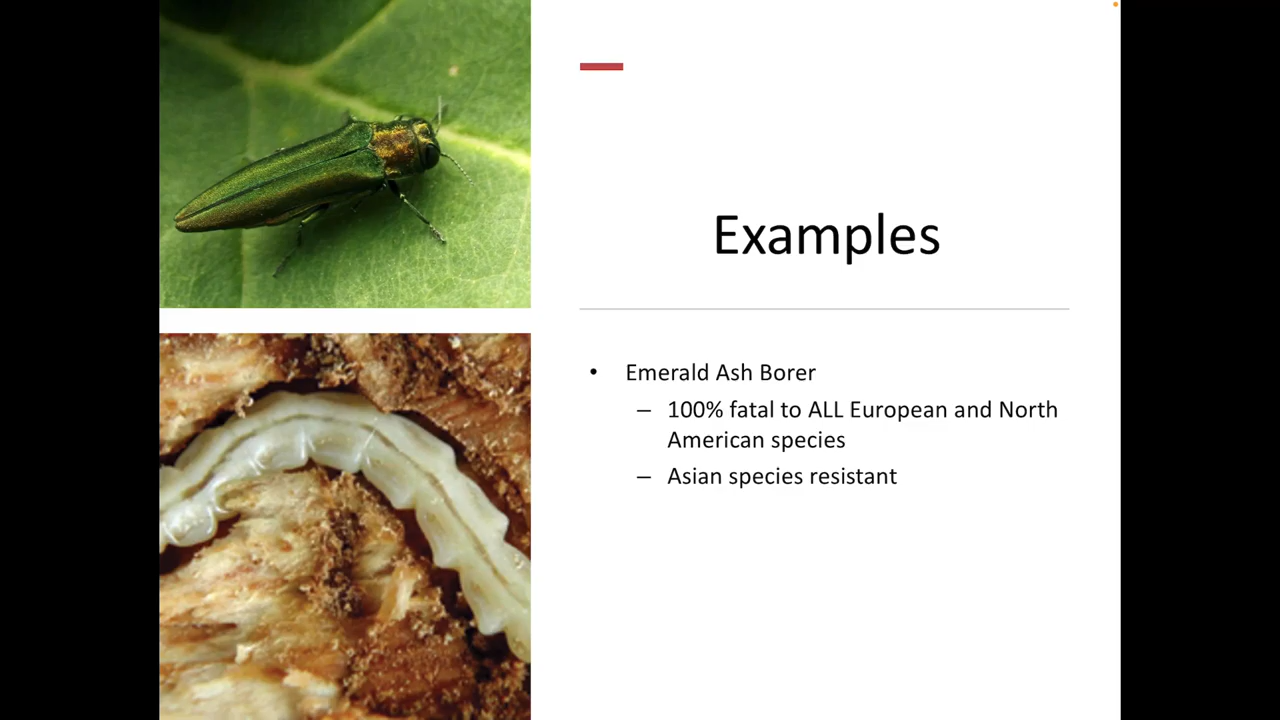 Examples
• Emerald Ash Borer
– 100% fatal to ALL European and North
American species
– Asian species resistant